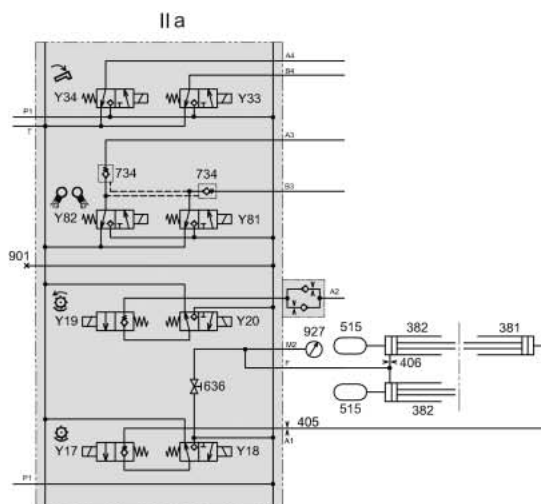 II a
A4
B4
Y34 Y33
P1
T
A3
734 734
B3
Y82 Y81
901
A2
Y19 Y20
927 515 382 381
M2
F
406
636
515 382
405
A1
Y17 Y18
P1